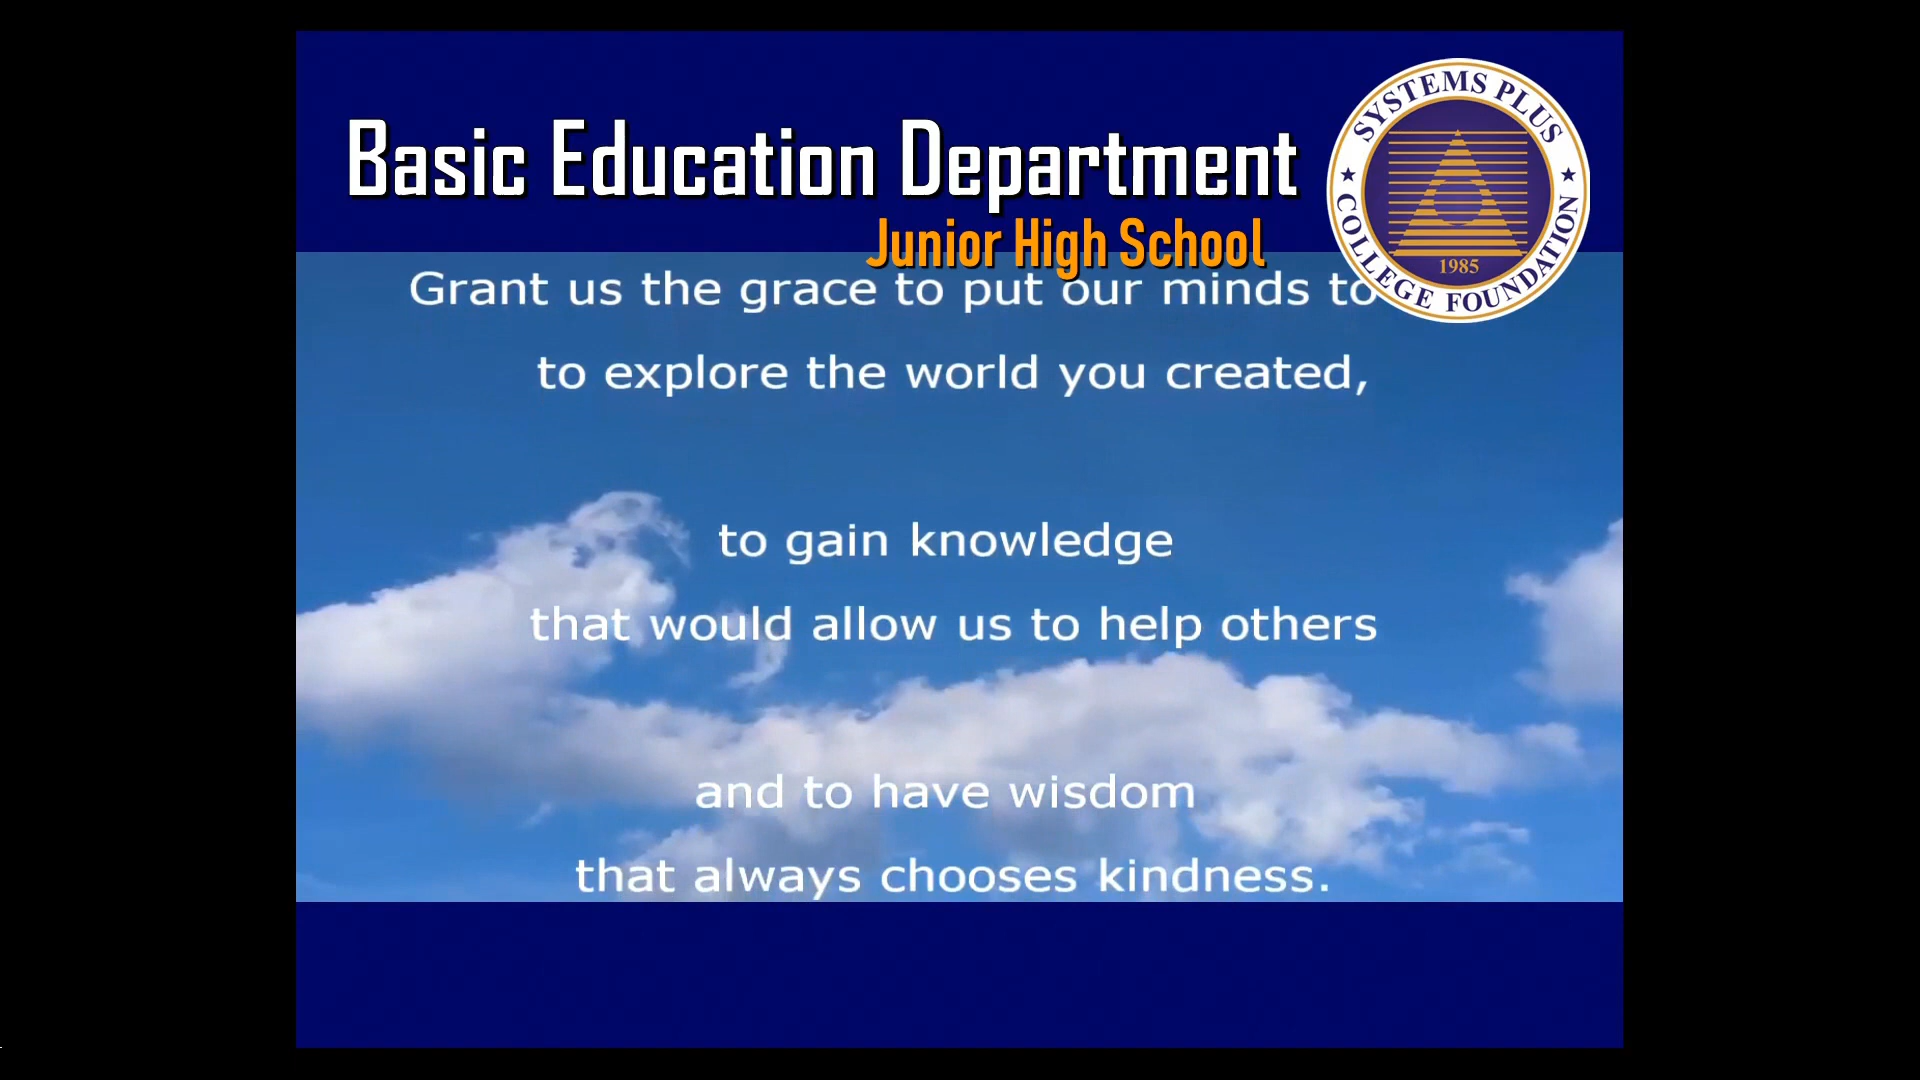 Basic Education Department
Junior High School
SYSTEMS PLUS
COLLEGE FOUNDATION
1985
Grant us the grace to put our minds to
to explore the world you created,
to gain knowledge
that would allow us to help others
and to have wisdom
that always chooses kindness.